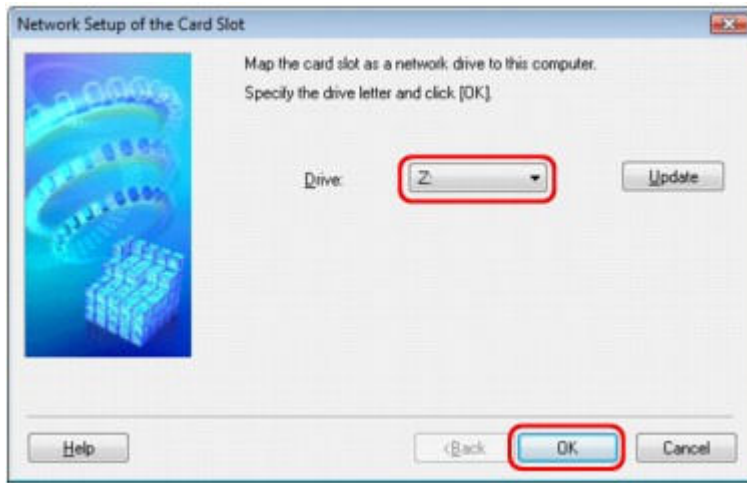 Network Setup of the Card Slot
Map the card slot as a network drive to this computer.
Specify the drive letter and click [OK].
Drive: Z: Update
Help <Back OK Cancel